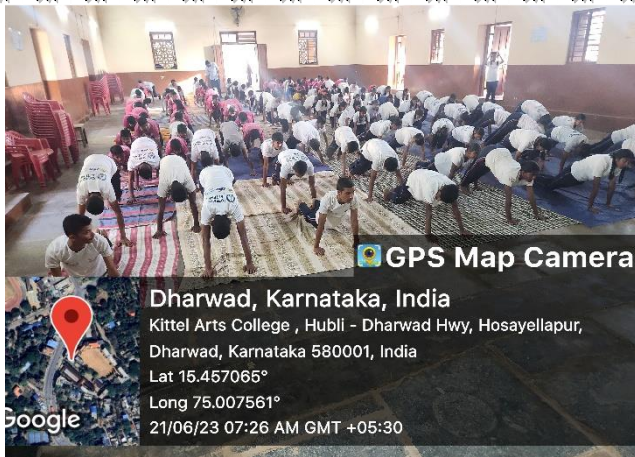 GPS Map Camera
Dharwad, Karnataka, India
Kittel Arts College , Hubli - Dharwad Hwy, Hosayellapur,
Dharwad, Karnataka 580001, India
Lat 15.457065°
Long 75.007561°
21/06/23 07:26 AM GMT +05:30
Google